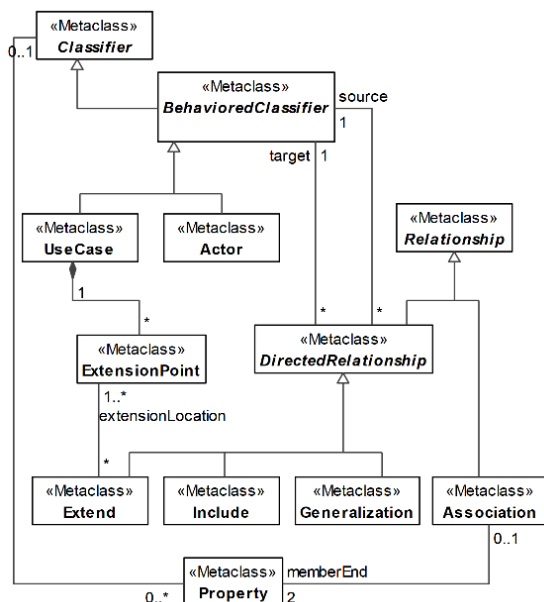 «Metaclass»
Classifier
0..1
«Metaclass»
BehavioredClassifier
source
1
target
1
«Metaclass»
UseCase
«Metaclass»
Actor
«Metaclass»
Relationship
1
*
*
*
«Metaclass»
ExtensionPoint
«Metaclass»
DirectedRelationship
1..*
extensionLocation
*
«Metaclass»
Extend
«Metaclass»
Include
«Metaclass»
Generalization
«Metaclass»
Association
0..1
«Metaclass»
Property
memberEnd
0..*
2